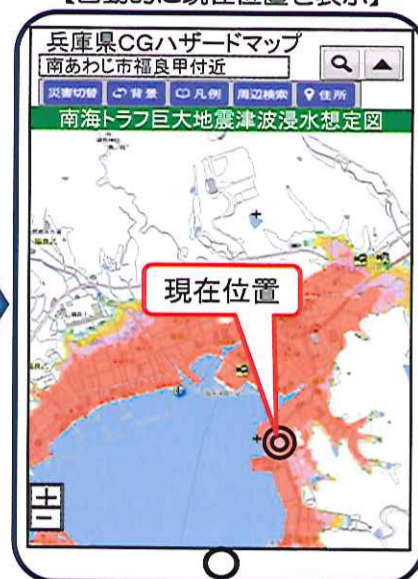 【自動的に現在位置を表示】
兵庫県CGハザードマップ
南あわじ市福良甲付近
災害切替 背景 凡例 周辺検索 住所
南海トラフ巨大地震津波浸水想定図
現在位置
+
−